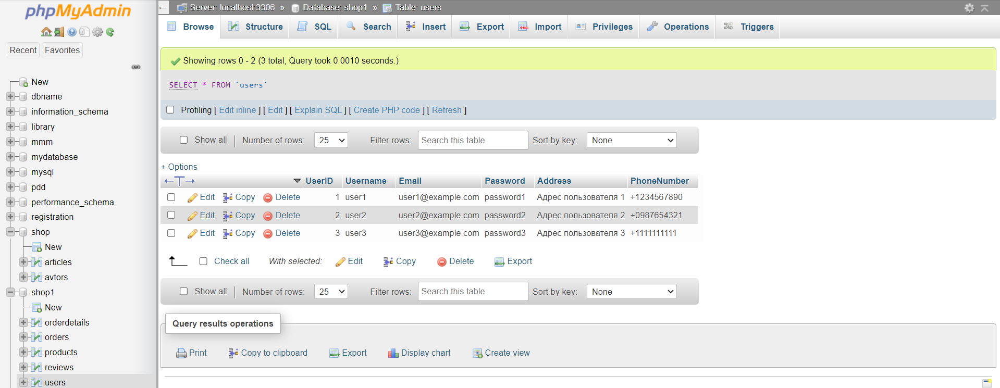 phpMyAdmin
Recent Favorites
New
dbname
information_schema
library
mmm
mydatabase
mysql
pdd
performance_schema
registration
shop
New
articles
avtors
shop1
New
orderdetails
orders
products
reviews
users
Server: localhost:3306 » Database: shop1 » Table: users
Browse Structure SQL Search Insert Export Import Privileges Operations Triggers
Showing rows 0 - 2 (3 total, Query took 0.0010 seconds.)
SELECT * FROM `users`
Profiling [ Edit inline ] [ Edit ] [ Explain SQL ] [ Create PHP code ] [ Refresh ]
Show all | Number of rows: 25 Filter rows: Search this table Sort by key: None
+ Options
←T→ UserID Username Email Password Address PhoneNumber
Edit Copy Delete 1 user1 user1@example.com password1 Адрес пользователя 1 +1234567890
Edit Copy Delete 2 user2 user2@example.com password2 Адрес пользователя 2 +0987654321
Edit Copy Delete 3 user3 user3@example.com password3 Адрес пользователя 3 +1111111111
Check all With selected: Edit Copy Delete Export
Show all | Number of rows: 25 Filter rows: Search this table Sort by key: None
Query results operations
Print Copy to clipboard Export Display chart Create view